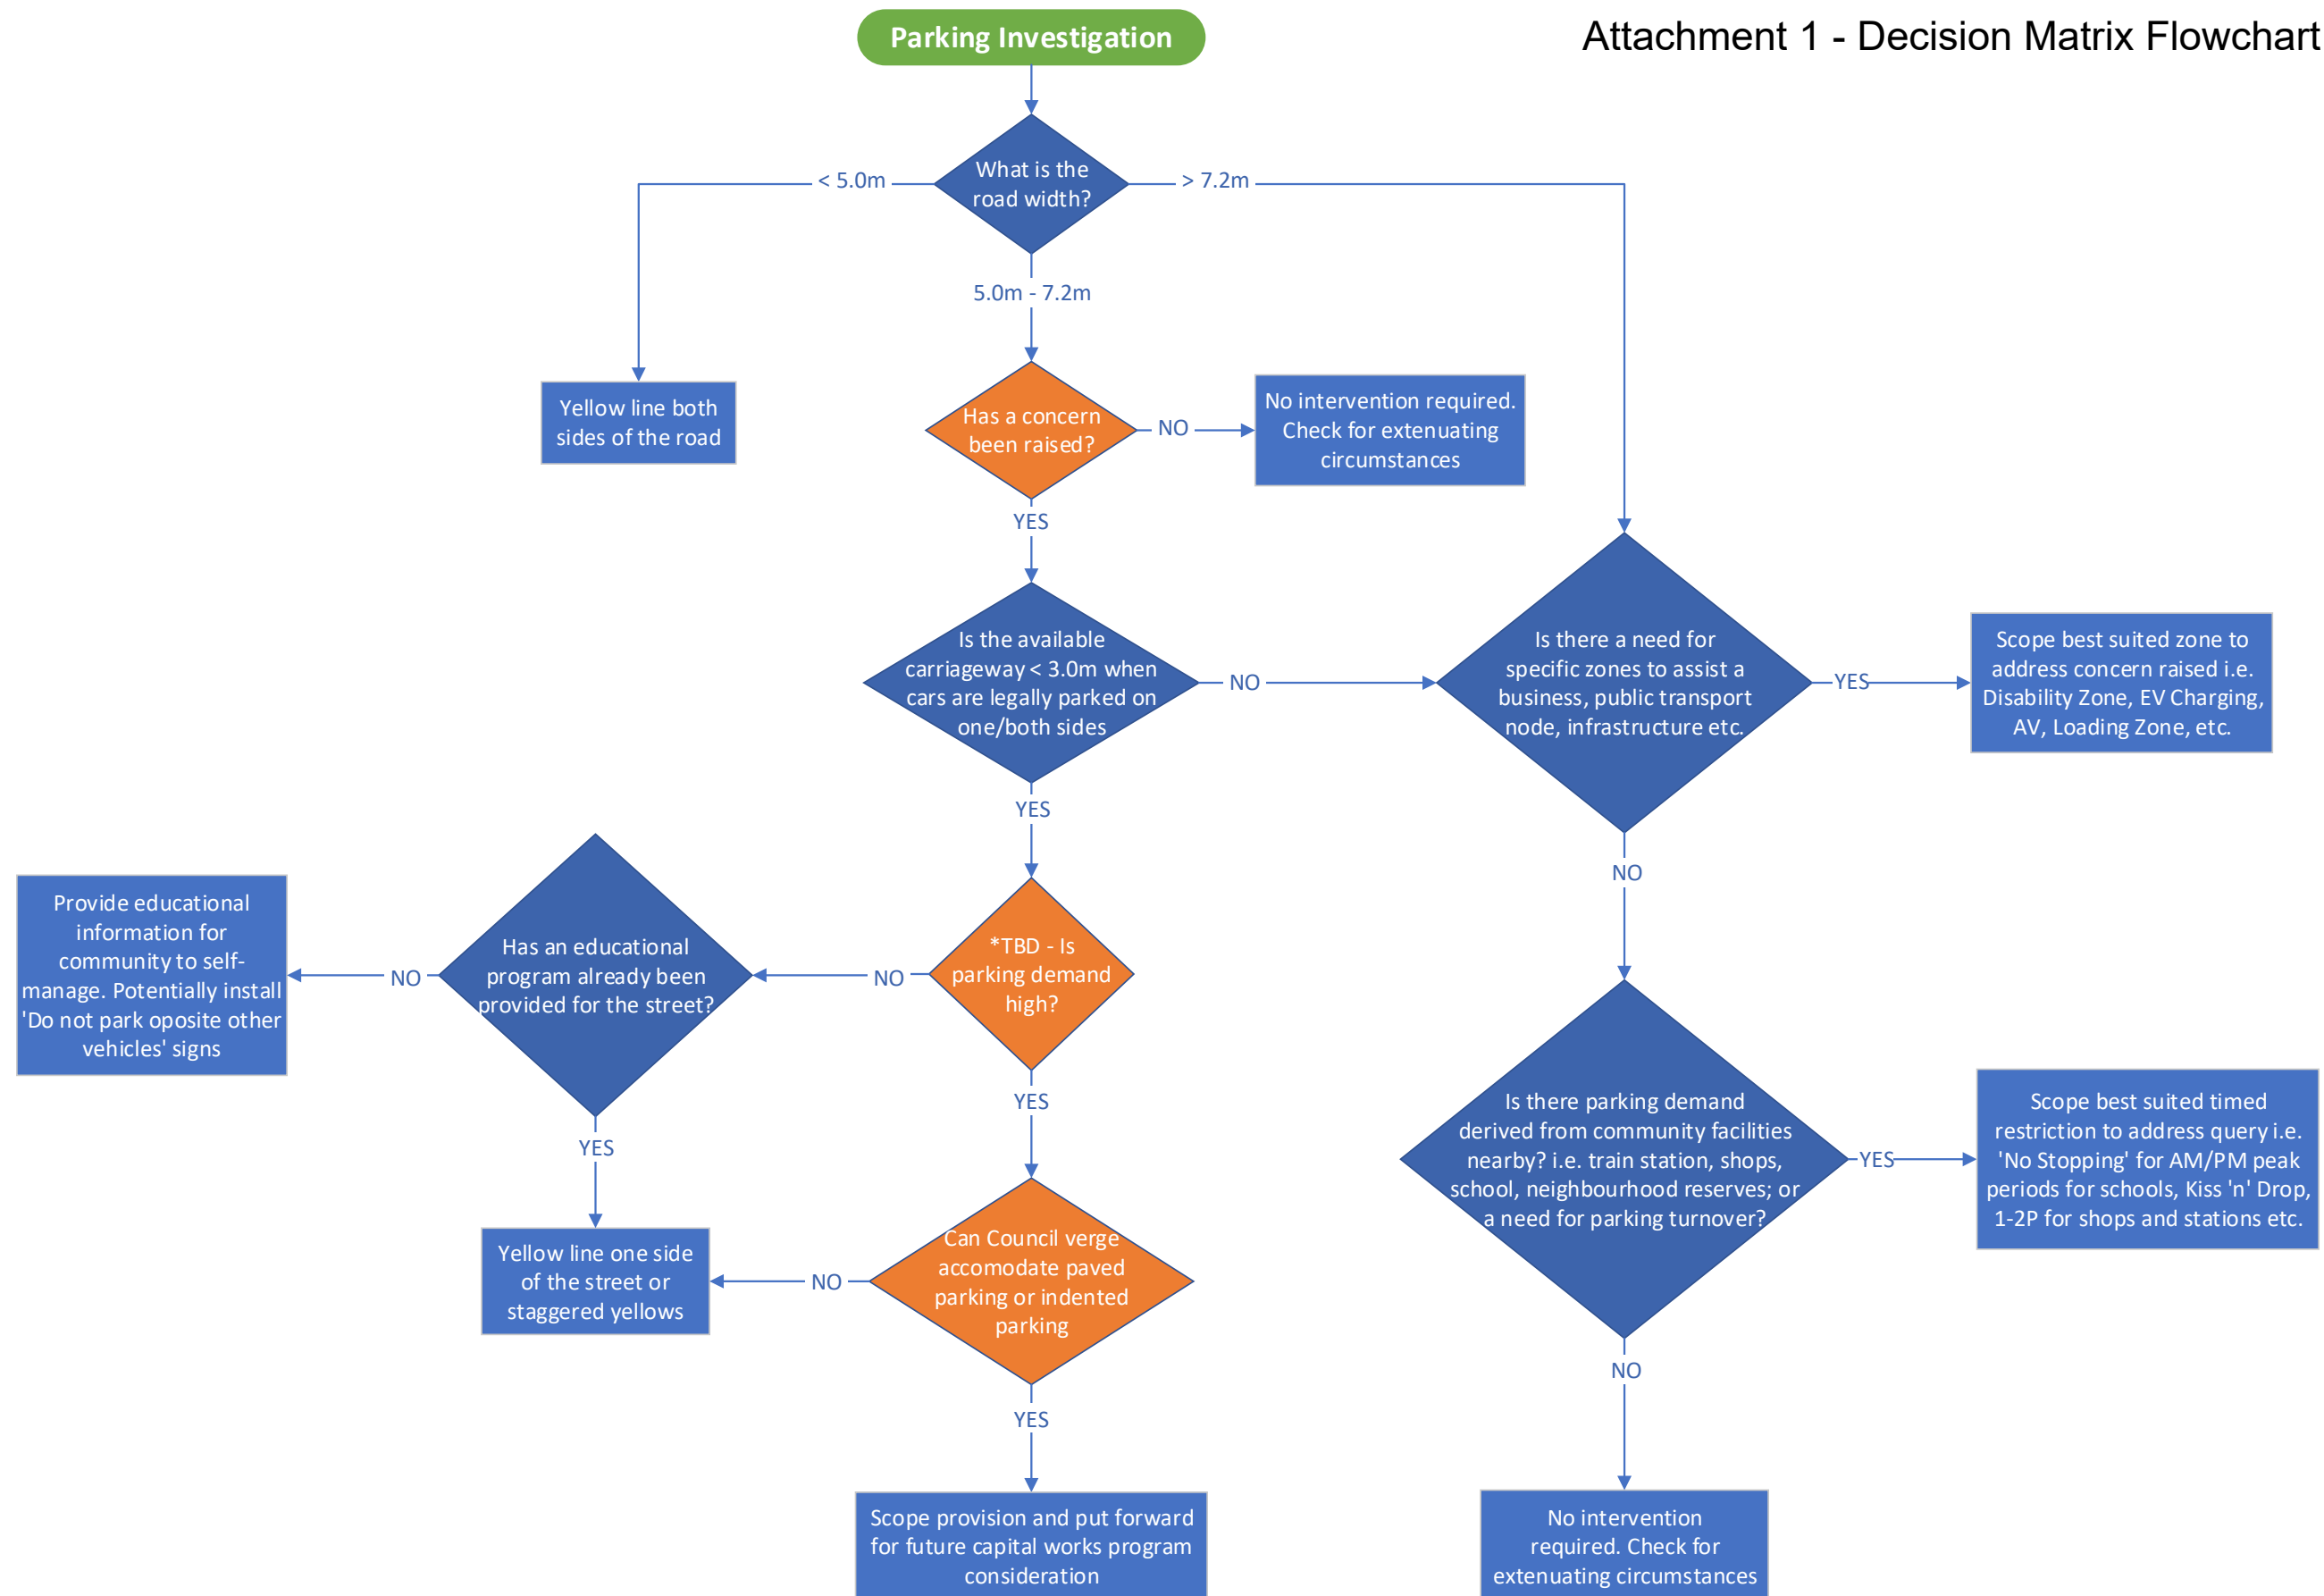 Attachment 1 - Decision Matrix Flowchart
Parking Investigation
What is the
road width?
< 5.0m
> 7.2m
5.0m - 7.2m
Yellow line both
sides of the road
Has a concern
been raised?
NO
No intervention required.
Check for extenuating
circumstances
YES
Is the available
carriageway < 3.0m when
cars are legally parked on
one/both sides
NO
Is there a need for
specific zones to assist a
business, public transport
node, infrastructure etc.
YES
Scope best suited zone to
address concern raised i.e.
Disability Zone, EV Charging,
AV, Loading Zone, etc.
YES
NO
Provide educational
information for
community to self-
manage. Potentially install
'Do not park oposite other
vehicles' signs
NO
Has an educational
program already been
provided for the street?
NO
*TBD - Is
parking demand
high?
YES
YES
Is there parking demand
derived from community facilities
nearby? i.e. train station, shops,
school, neighbourhood reserves; or
a need for parking turnover?
YES
Scope best suited timed
restriction to address query i.e.
'No Stopping' for AM/PM peak
periods for schools, Kiss 'n' Drop,
1-2P for shops and stations etc.
Yellow line one side
of the street or
staggered yellows
NO
Can Council verge
accomodate paved
parking or indented
parking
YES
NO
Scope provision and put forward
for future capital works program
consideration
No intervention
required. Check for
extenuating circumstances